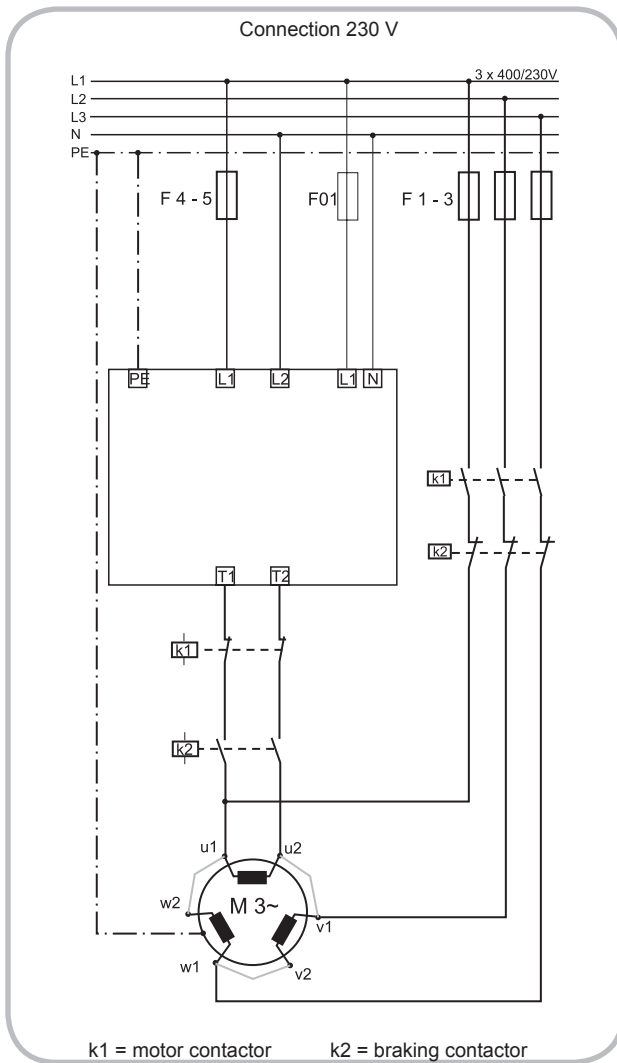 Connection 230 V
L1 3 x 400/230V
L2
L3
N
PE
F 4 - 5 F01 F 1 - 3
PE L1 L2 L1 N
k1
k2
T1 T2
k1
k2
u1 u2
w2 M 3~ v1
w1 v2
k1 = motor contactor k2 = braking contactor